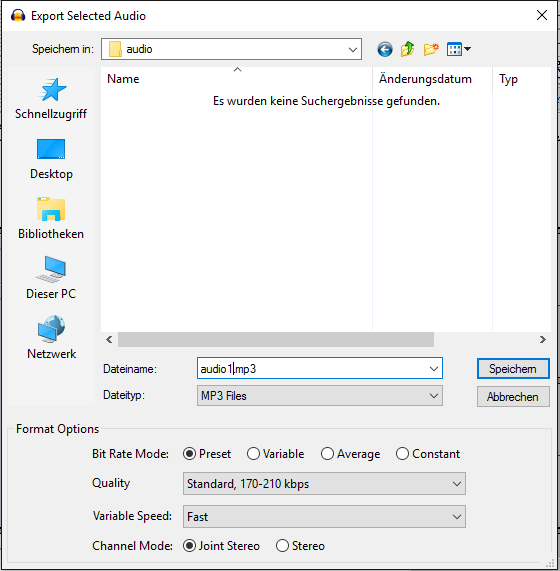 Export Selected Audio
Speichern in: audio
Name Änderungsdatum Typ
Es wurden keine Suchergebnisse gefunden.
Schnellzugriff
Desktop
Bibliotheken
Dieser PC
Netzwerk
Dateiname: audio1.mp3 Speichern
Dateityp: MP3 Files Abbrechen
Format Options
Bit Rate Mode: Preset Variable Average Constant
Quality Standard, 170-210 kbps
Variable Speed: Fast
Channel Mode: Joint Stereo Stereo